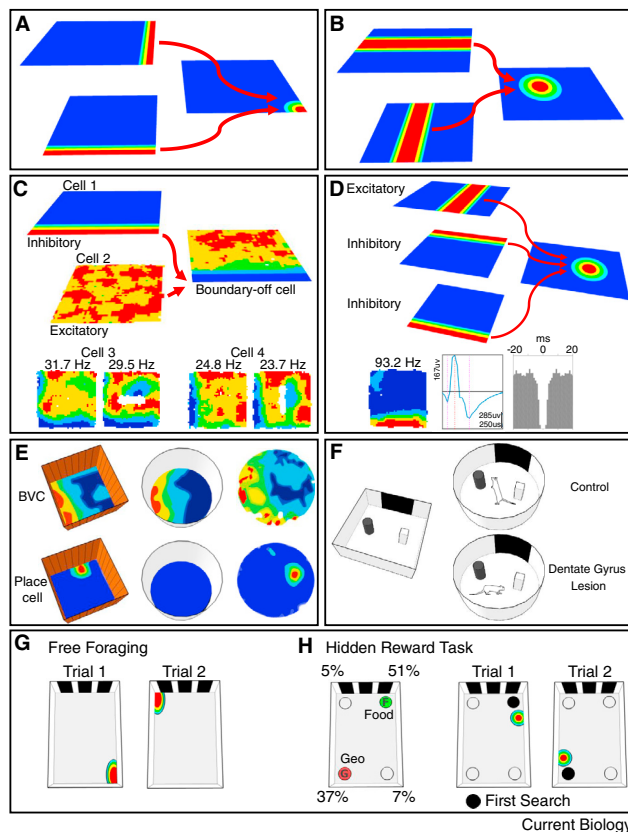 A
B
C
Cell 1
Inhibitory
Cell 2
Excitatory
Boundary-off cell
Cell 3
31.7 Hz 29.5 Hz
Cell 4
24.8 Hz 23.7 Hz
D
Excitatory
Inhibitory
Inhibitory
93.2 Hz
167uv
285uv
250us
ms
-20 0 20
E
BVC
Place
cell
F
Control
Dentate Gyrus
Lesion
G Free Foraging
Trial 1 Trial 2
H Hidden Reward Task
5% 51%
F
Food
Geo
G
37% 7%
Trial 1 Trial 2
First Search
Current Biology